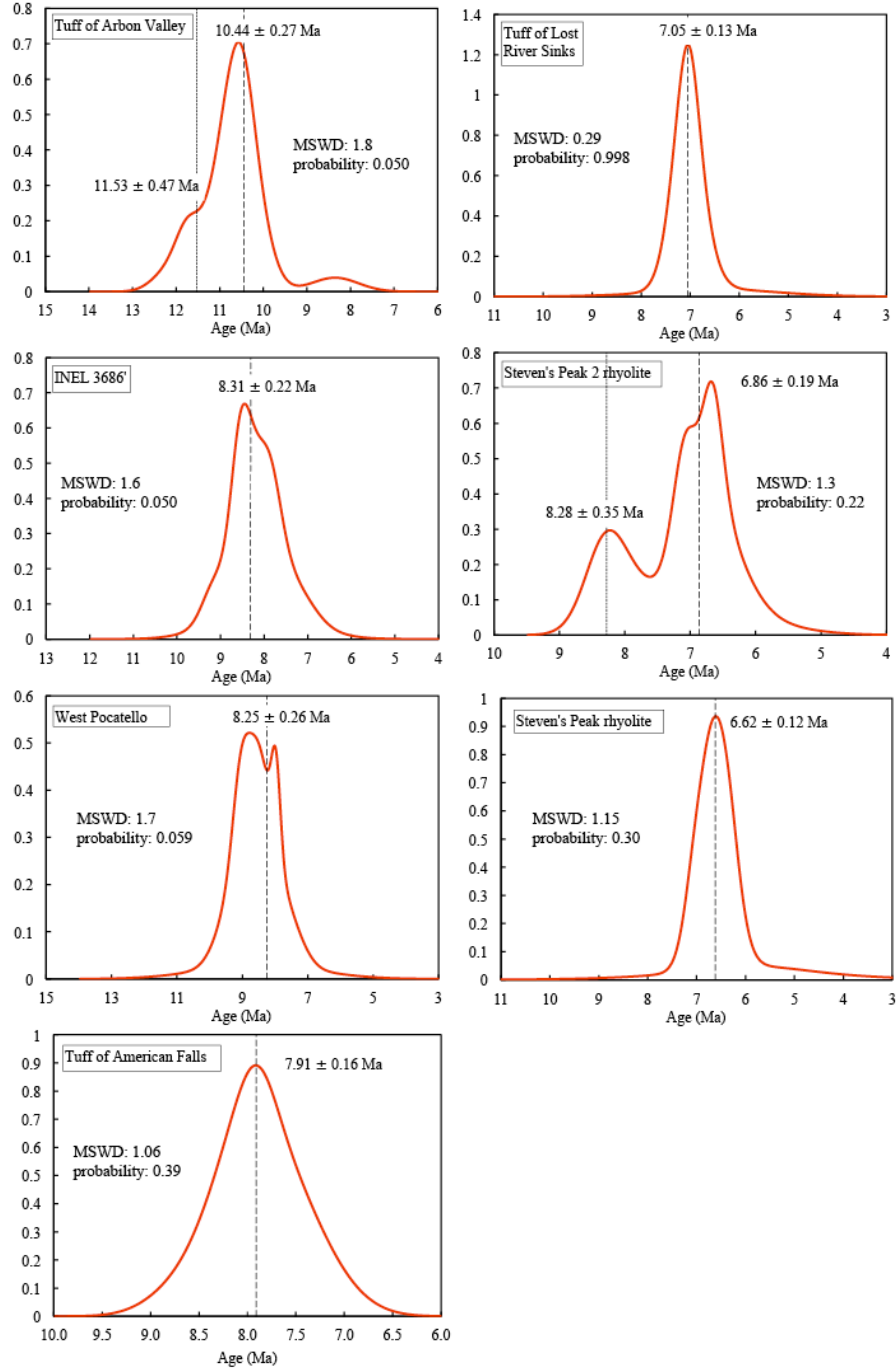 Tuff of Arbon Valley
10.44 ± 0.27 Ma
MSWD: 1.8
probability: 0.050
11.53 ± 0.47 Ma
0.8
0.7
0.6
0.5
0.4
0.3
0.2
0.1
0
15 14 13 12 11 10 9 8 7 6
Age (Ma)
Tuff of Lost
River Sinks
7.05 ± 0.13 Ma
MSWD: 0.29
probability: 0.998
1.4
1.2
1
0.8
0.6
0.4
0.2
0
11 10 9 8 7 6 5 4 3
Age (Ma)
INEL 3686'
8.31 ± 0.22 Ma
MSWD: 1.6
probability: 0.050
0.8
0.7
0.6
0.5
0.4
0.3
0.2
0.1
0
13 12 11 10 9 8 7 6 5 4
Age (Ma)
Steven's Peak 2 rhyolite
6.86 ± 0.19 Ma
MSWD: 1.3
probability: 0.22
8.28 ± 0.35 Ma
0.8
0.7
0.6
0.5
0.4
0.3
0.2
0.1
0
10 9 8 7 6 5 4
Age (Ma)
West Pocatello
8.25 ± 0.26 Ma
MSWD: 1.7
probability: 0.059
0.6
0.5
0.4
0.3
0.2
0.1
0
15 13 11 9 7 5 3
Age (Ma)
Steven's Peak rhyolite
6.62 ± 0.12 Ma
MSWD: 1.15
probability: 0.30
1
0.9
0.8
0.7
0.6
0.5
0.4
0.3
0.2
0.1
0
11 10 9 8 7 6 5 4 3
Age (Ma)
Tuff of American Falls
7.91 ± 0.16 Ma
MSWD: 1.06
probability: 0.39
1
0.9
0.8
0.7
0.6
0.5
0.4
0.3
0.2
0.1
0
10.0 9.5 9.0 8.5 8.0 7.5 7.0 6.5 6.0
Age (Ma)